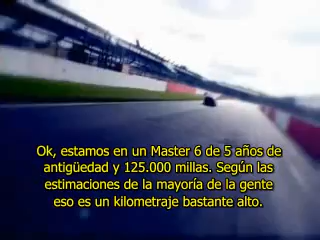 Ok, estamos en un Master 6 de 5 años de
antigüedad y 125.000 millas. Según las
estimaciones de la mayoría de la gente
eso es un kilometraje bastante alto.